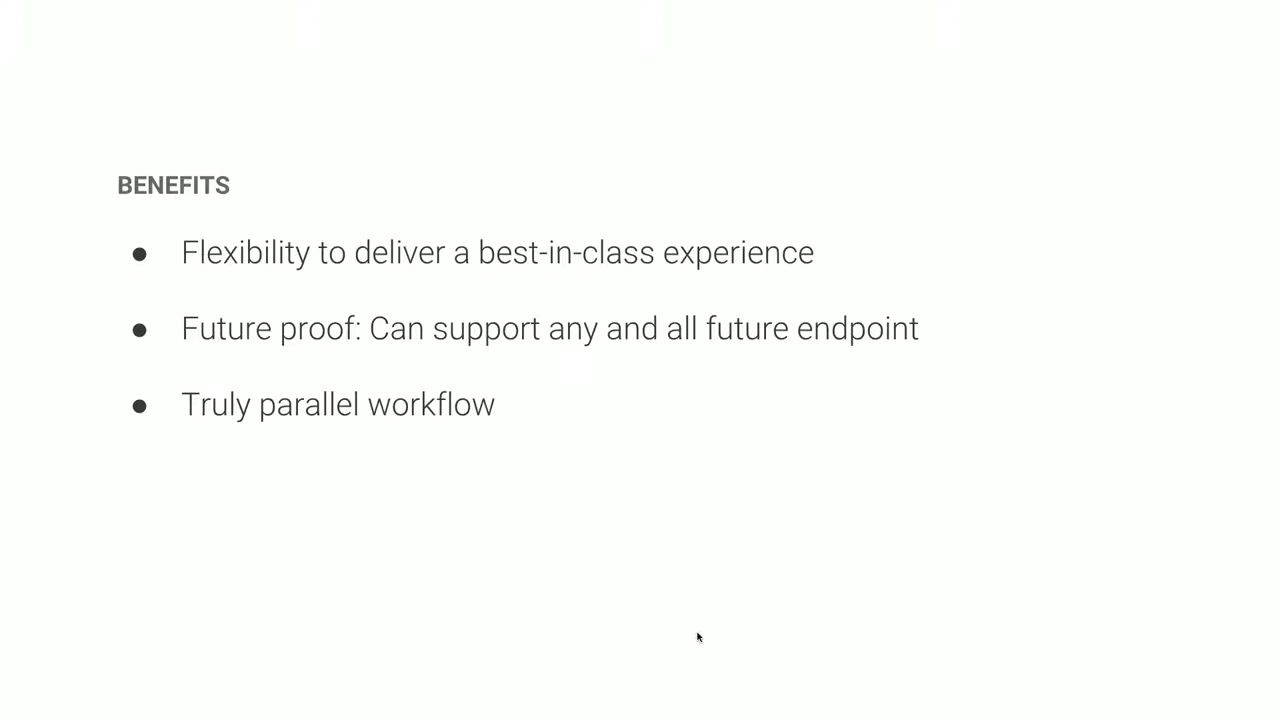 BENEFITS
● Flexibility to deliver a best-in-class experience
● Future proof: Can support any and all future endpoint
● Truly parallel workflow